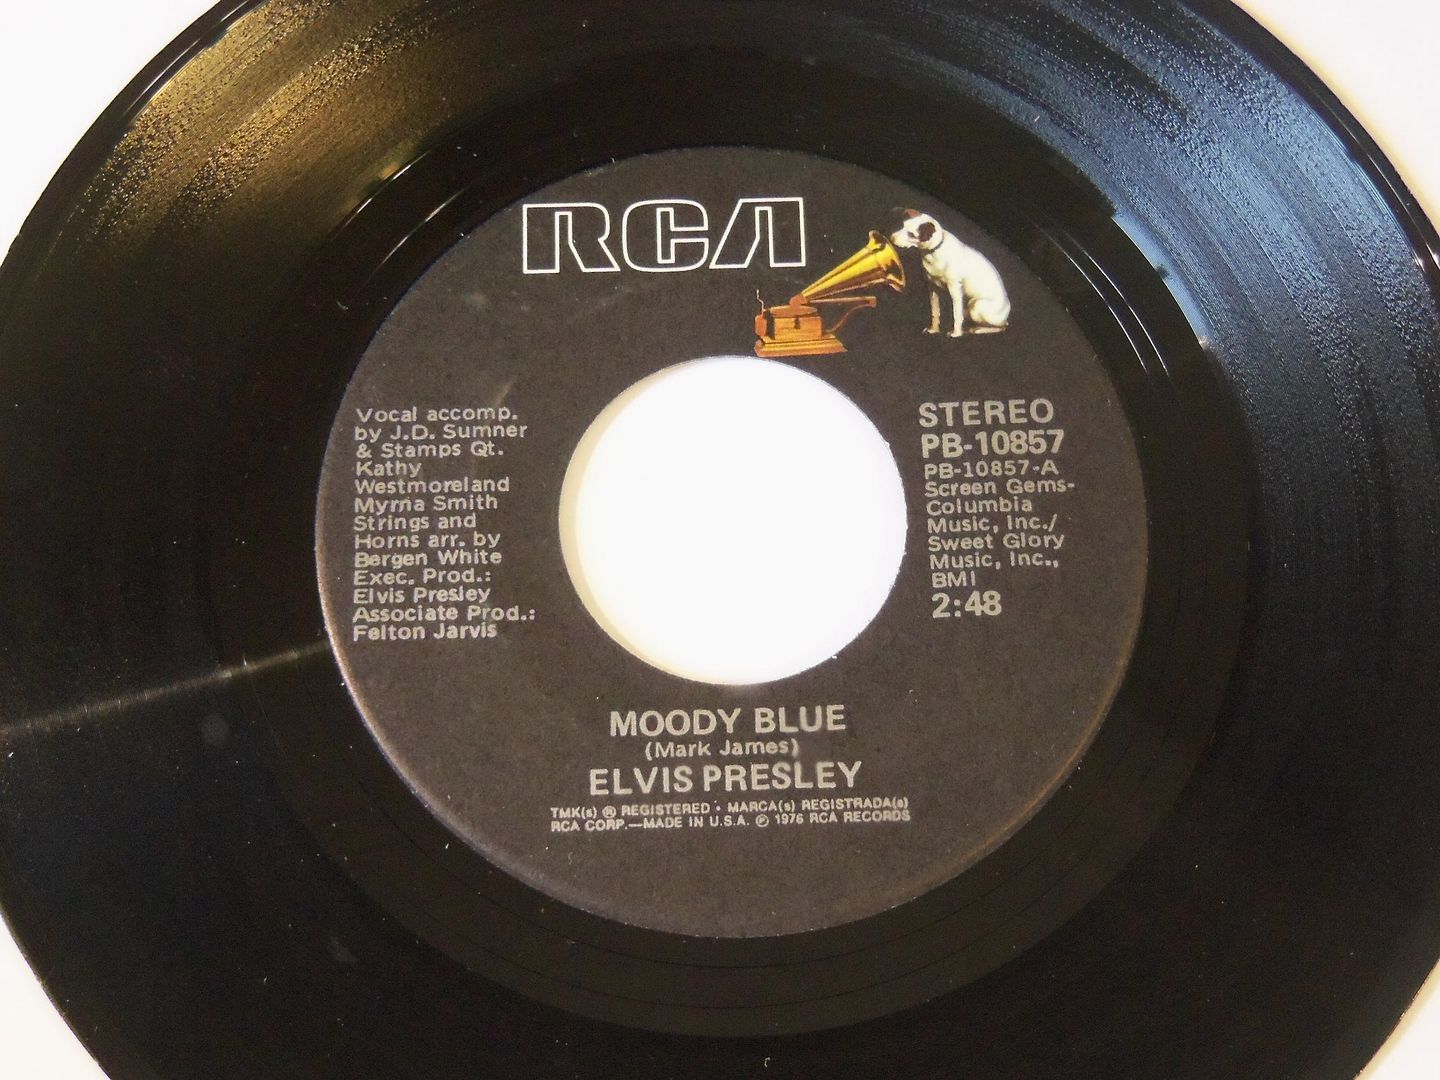 RCA
Vocal accomp.
by J.D. Sumner
& Stamps Qt.
Kathy
Westmoreland
Myrna Smith
Strings and
Horns arr. by
Bergen White
Exec. Prod.:
Elvis Presley
Associate Prod.:
Felton Jarvis
STEREO
PB-10857
PB-10857-A
Screen Gems-
Columbia
Music, Inc./
Sweet Glory
Music, Inc.,
BMI
2:48
MOODY BLUE
(Mark James)
ELVIS PRESLEY
TMK(s) ® REGISTERED • MARCA(s) REGISTRADA(s)
RCA CORP.—MADE IN U.S.A. ℗ 1976 RCA RECORDS